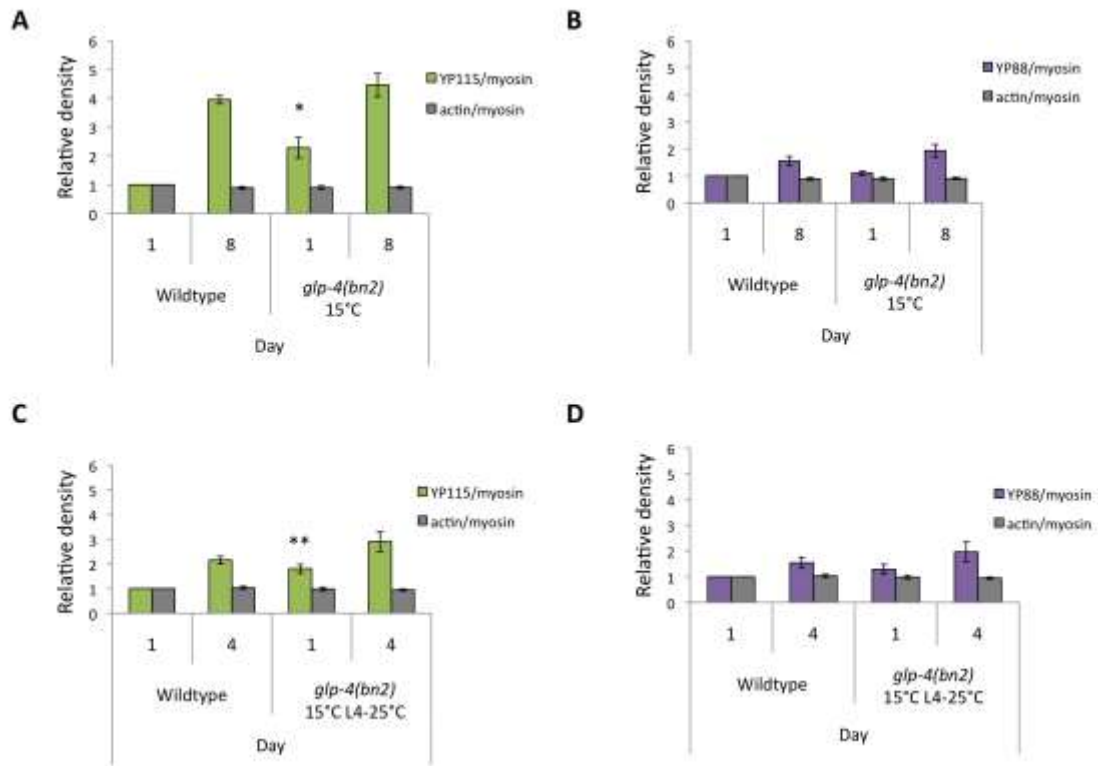 A
Relative density
6
5
4
3
2
1
0
*
YP115/myosin
actin/myosin
1 8 1 8
Wildtype glp-4(bn2)
15°C
Day
B
Relative density
6
5
4
3
2
1
0
YP88/myosin
actin/myosin
1 8 1 8
Wildtype glp-4(bn2)
15°C
Day
C
Relative density
6
5
4
3
2
1
0
**
YP115/myosin
actin/myosin
1 4 1 4
Wildtype glp-4(bn2)
15°C L4-25°C
Day
D
Relative density
6
5
4
3
2
1
0
YP88/myosin
actin/myosin
1 4 1 4
Wildtype glp-4(bn2)
15°C L4-25°C
Day